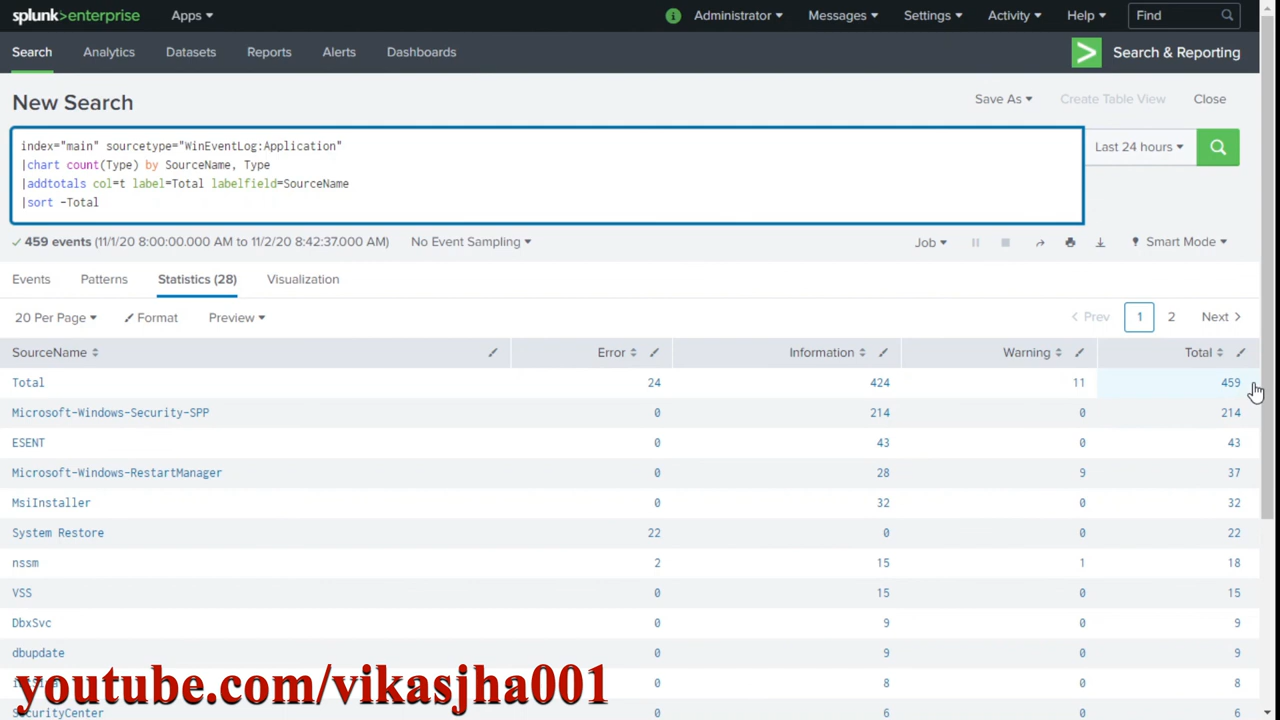 splunk>enterprise Apps Administrator Messages Settings Activity Help Find
Search Analytics Datasets Reports Alerts Dashboards Search & Reporting
New Search Save As Create Table View Close
index="main" sourcetype="WinEventLog:Application"
|chart count(Type) by SourceName, Type
|addtotals col=t label=Total labelfield=SourceName
|sort -Total
Last 24 hours
459 events (11/1/20 8:00:00.000 AM to 11/2/20 8:42:37.000 AM) No Event Sampling Job Smart Mode
Events Patterns Statistics (28) Visualization
20 Per Page Format Preview Prev 1 2 Next
SourceName Error Information Warning Total
Total 24 424 11 459
Microsoft-Windows-Security-SPP 0 214 0 214
ESENT 0 43 0 43
Microsoft-Windows-RestartManager 0 28 9 37
MsiInstaller 0 32 0 32
System Restore 22 0 0 22
nssm 2 15 1 18
VSS 0 15 0 15
DbxSvc 0 9 0 9
dbupdate 0 9 0 9
0 8 0 8
SecurityCenter 0 6 0 6
youtube.com/vikasjha001